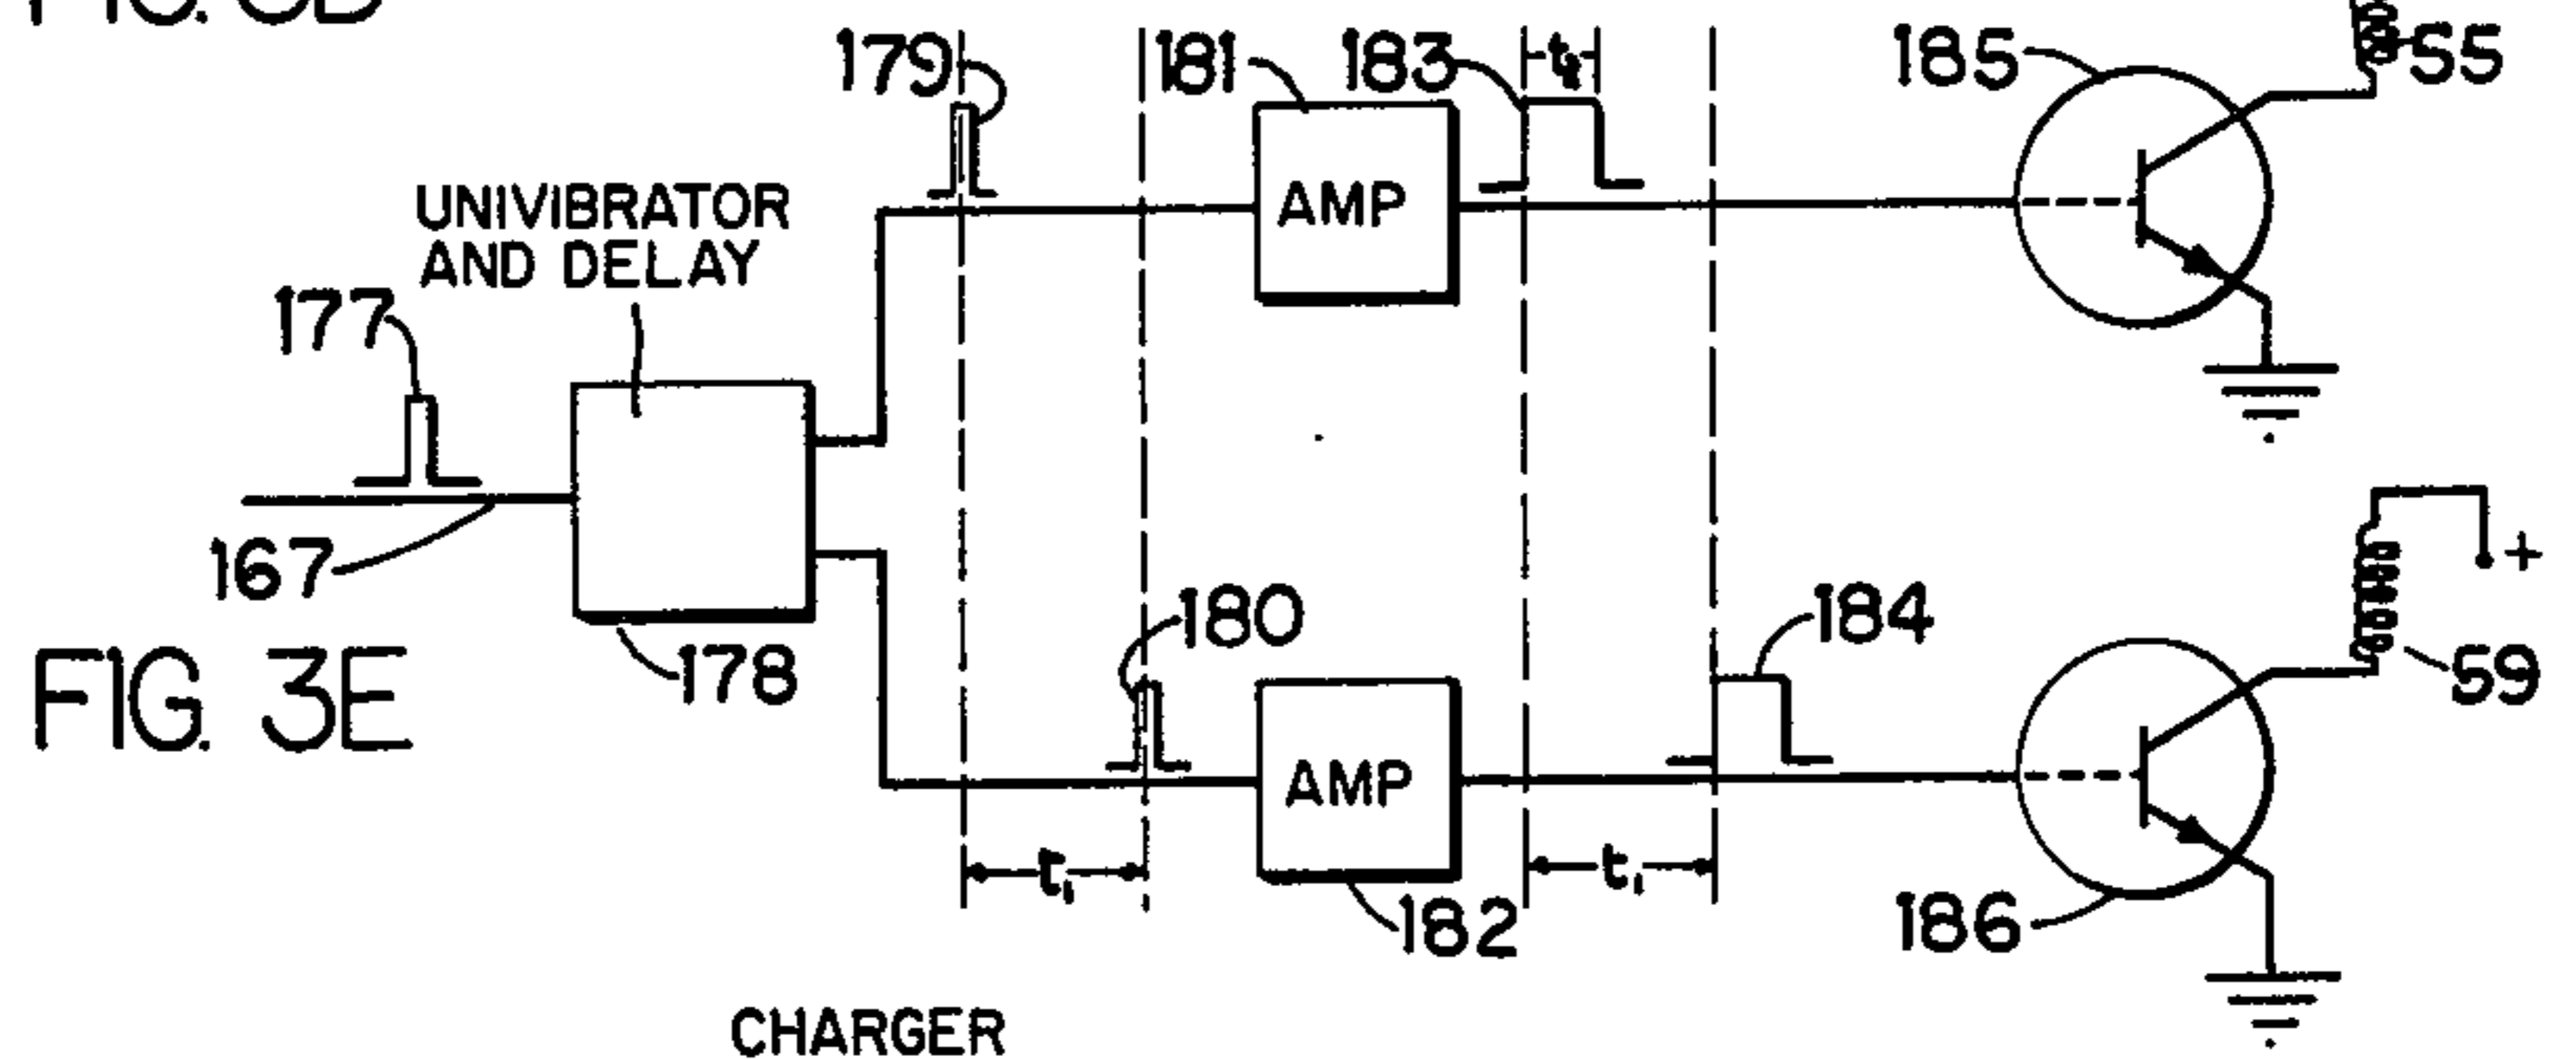 179
181
183
t₂
185
55
UNIVIBRATOR
AND DELAY
AMP
177
167
+
180
184
FIG. 3E
178
59
AMP
t₁
t₁
182
186
CHARGER